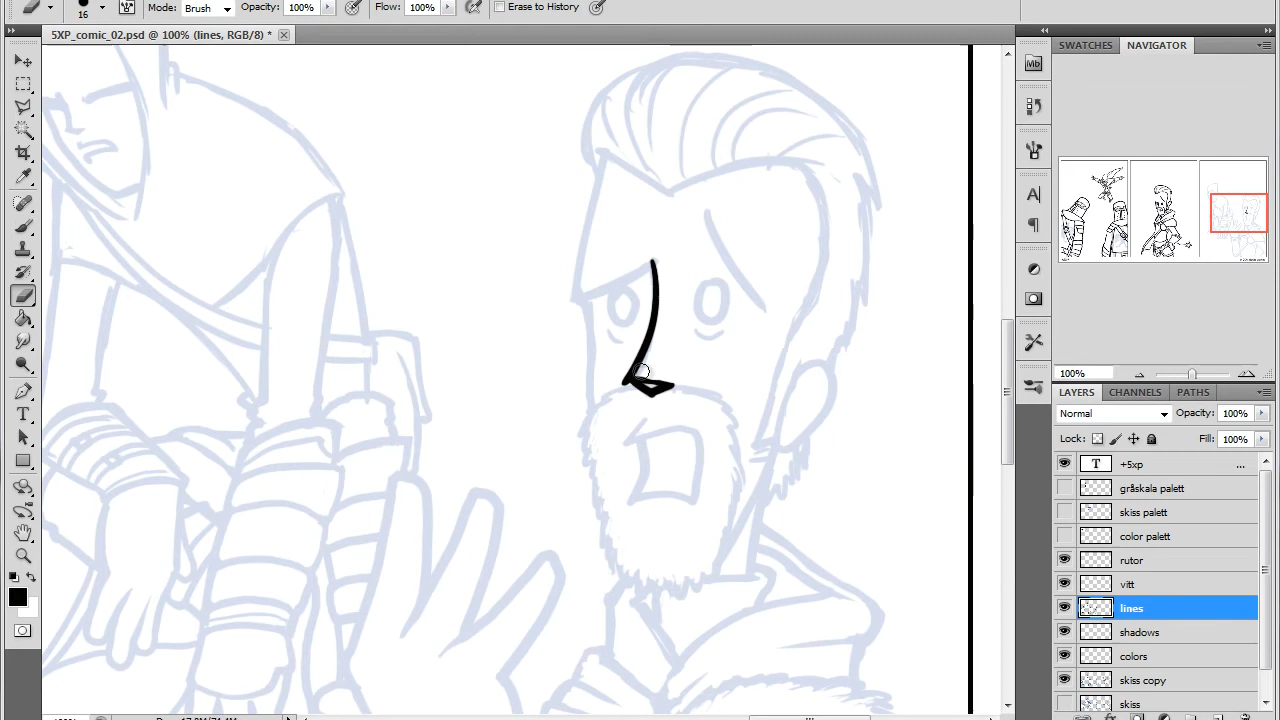 16 Mode: Brush Opacity: 100% Flow: 100% Erase to History
5XP_comic_02.psd @ 100% (lines, RGB/8) *
SWATCHES NAVIGATOR
Mb
100%
LAYERS CHANNELS PATHS
Normal Opacity: 100%
Lock: Fill: 100%
T +5xp ...
gråskala palett
skiss palett
color palett
rutor
vitt
lines
shadows
colors
skiss copy
skiss